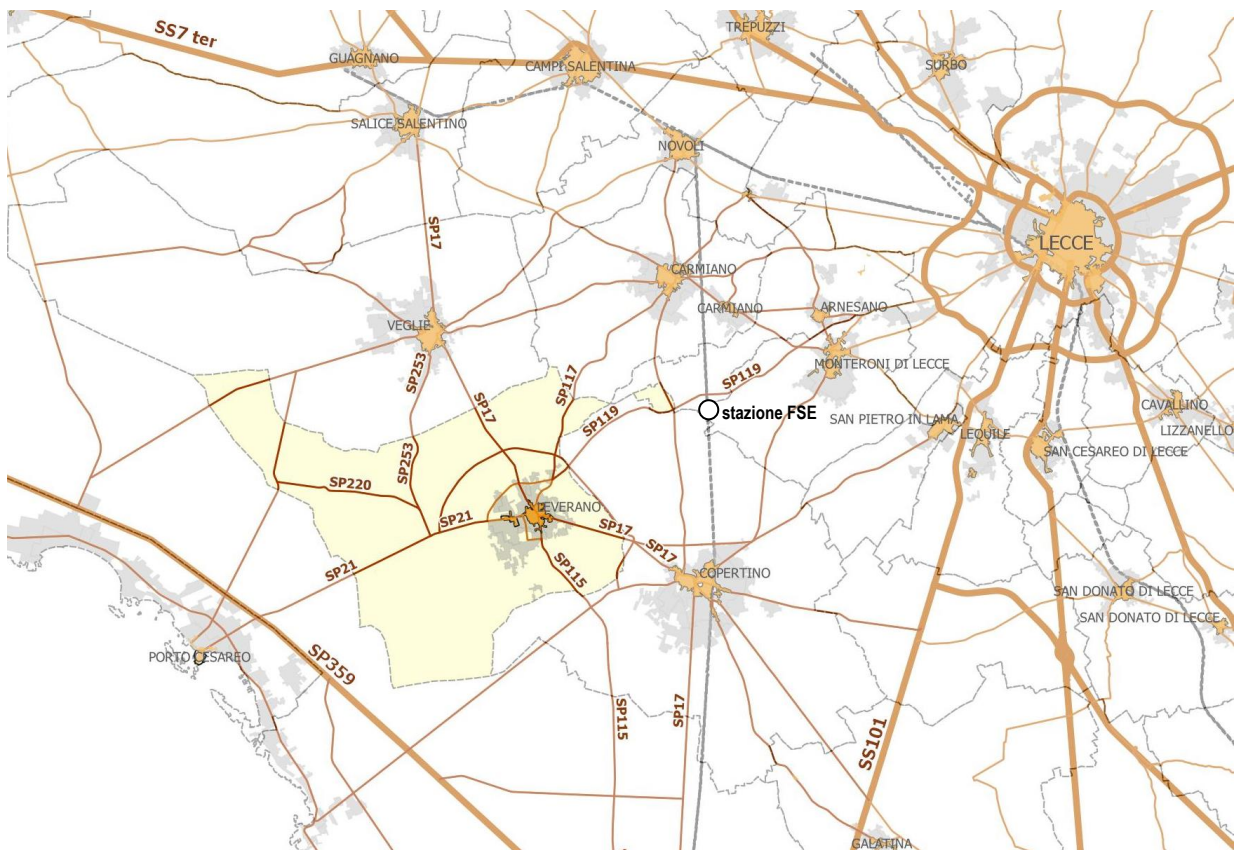 SS7 ter
GUAGNANO
CAMPI SALENTINA
TREPUZZI
SURBO
SALICE SALENTINO
NOVOLI
SP17
LECCE
CARMIANO
CARMIANO
ARNESANO
VEGLIE
MONTERONI DI LECCE
SP253
SP17
SP117
SP119
SP119
stazione FSE
SAN PIETRO IN LAMA
LEQUILE
CAVALLINO
LIZZANELLO
SAN CESAREO DI LECCE
SP253
SP220
EVERANO
SP21
SP17
SP17
SP21
SP115
COPERTINO
SAN DONATO DI LECCE
SAN DONATO DI LECCE
PORTO CESAREO
SP359
SP115
SP17
SS101
GALATINA